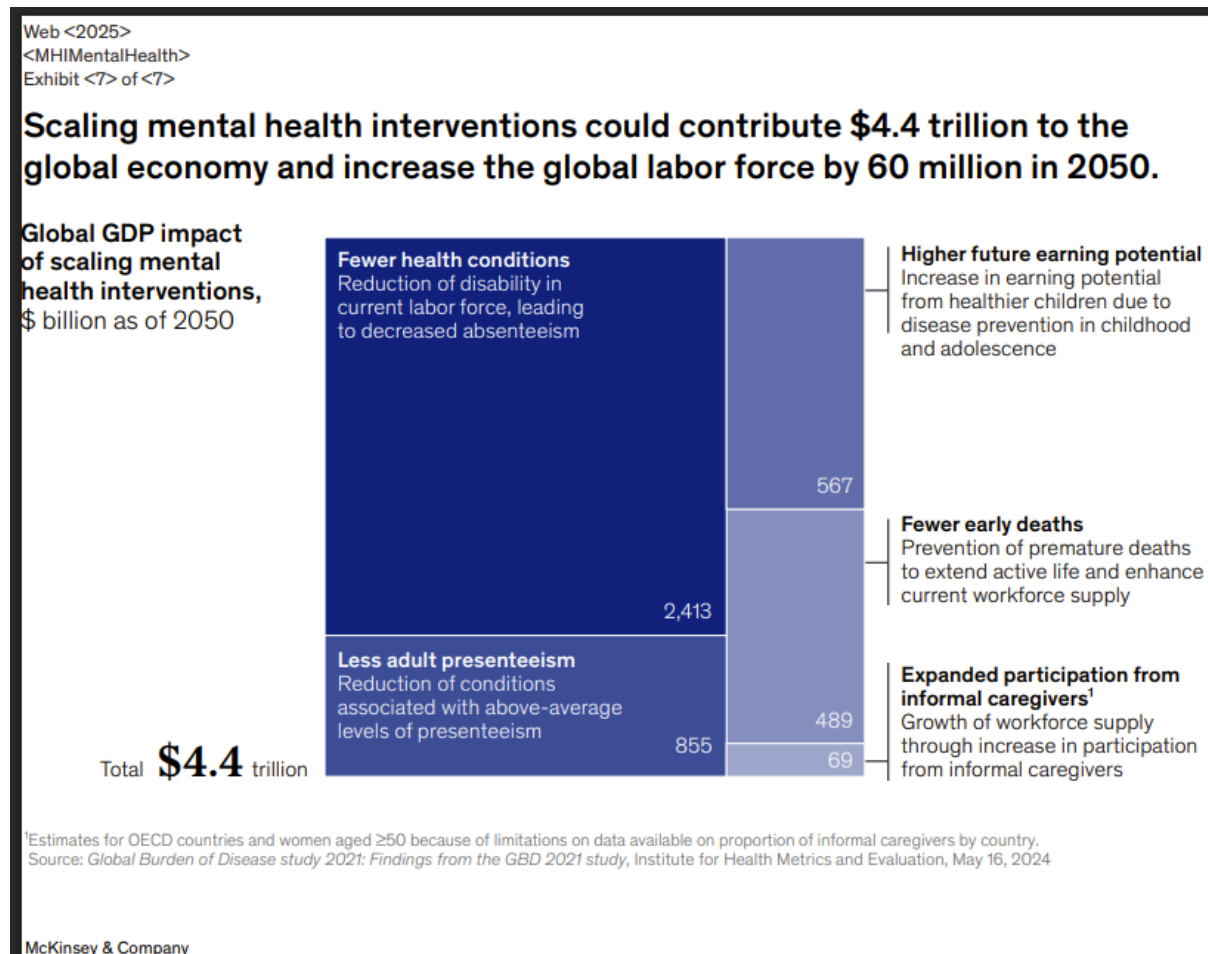 Web <2025>
<MHIMentalHealth>
Exhibit <7> of <7>
Scaling mental health interventions could contribute $4.4 trillion to the
global economy and increase the global labor force by 60 million in 2050.
Global GDP impact
of scaling mental
health interventions,
$ billion as of 2050
Fewer health conditions
Reduction of disability in
current labor force, leading
to decreased absenteeism
2,413
Less adult presenteeism
Reduction of conditions
associated with above-average
levels of presenteeism
855
567
489
69
Higher future earning potential
Increase in earning potential
from healthier children due to
disease prevention in childhood
and adolescence
Fewer early deaths
Prevention of premature deaths
to extend active life and enhance
current workforce supply
Expanded participation from
informal caregivers¹
Growth of workforce supply
through increase in participation
from informal caregivers
Total $4.4 trillion
¹Estimates for OECD countries and women aged ≥50 because of limitations on data available on proportion of informal caregivers by country.
Source: Global Burden of Disease study 2021: Findings from the GBD 2021 study, Institute for Health Metrics and Evaluation, May 16, 2024
McKinsey & Company